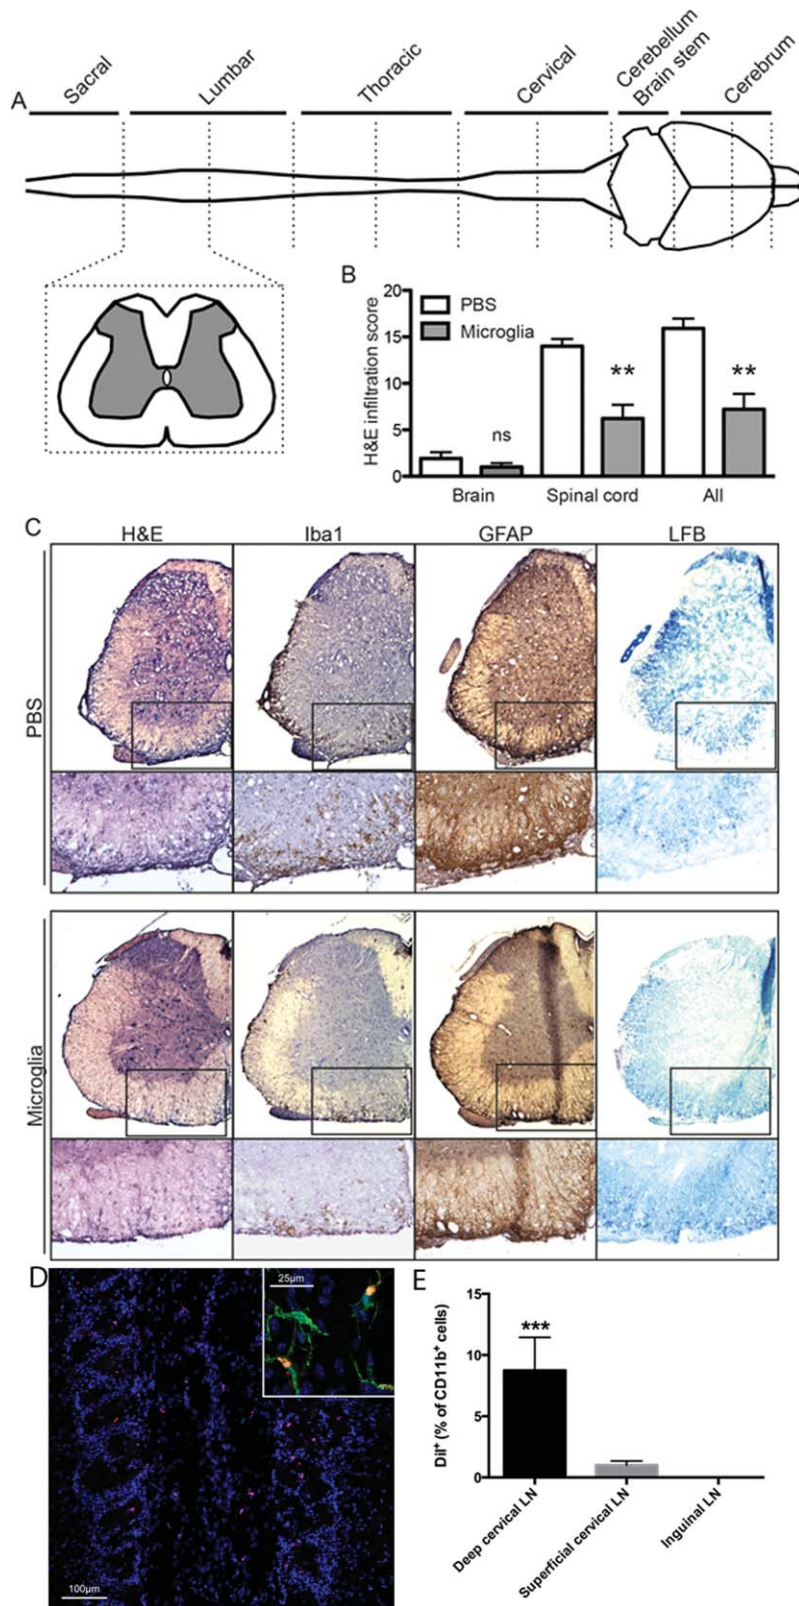 A
Sacral
Lumbar
Thoracic
Cervical
Cerebellum
Brain stem
Cerebrum
B
H&E infiltration score
20
15
10
5
0
PBS
Microglia
ns
**
**
Brain
Spinal cord
All
C
H&E
Iba1
GFAP
LFB
PBS
Microglia
D
25µm
100µm
E
DiI⁺ (% of CD11b⁺ cells)
15
10
5
0
***
Deep cervical LN
Superficial cervical LN
Inguinal LN